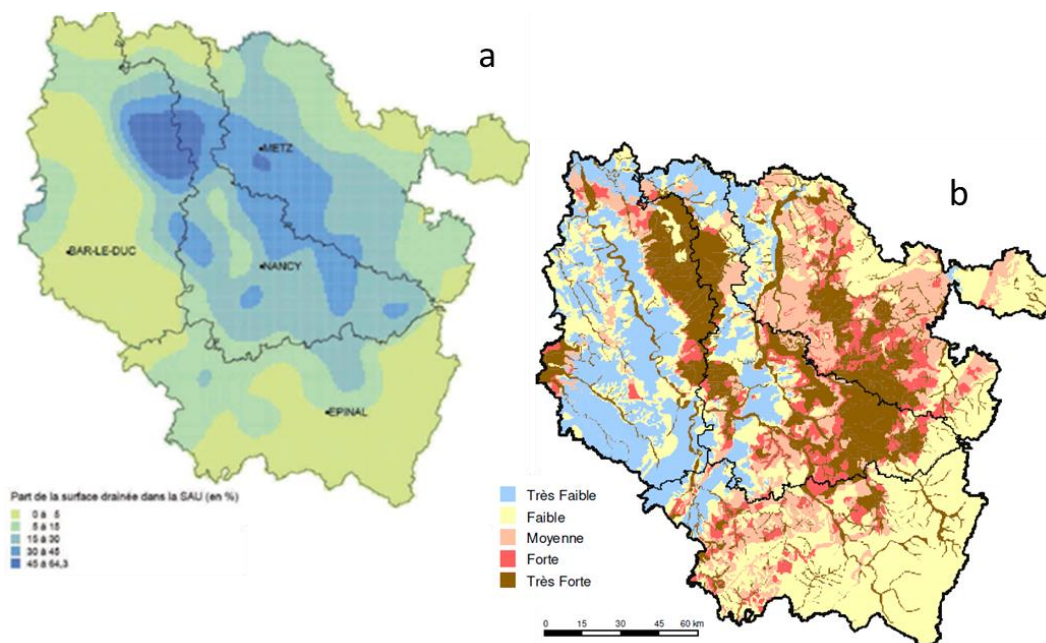 a
METZ
BAR-LE-DUC
NANCY
EPINAL
Part de la surface drainée dans la SAU (en %)
0 à 5
5 à 15
15 à 30
30 à 45
45 à 64,3
b
Très Faible
Faible
Moyenne
Forte
Très Forte
0 15 30 45 60 km